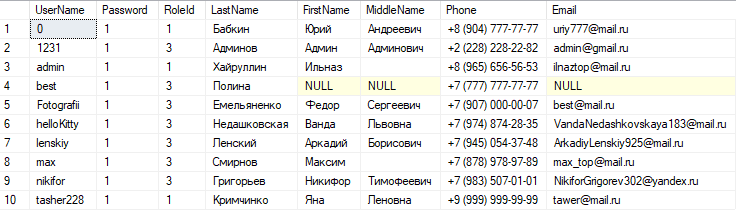 UserName Password RoleId LastName FirstName MiddleName Phone Email
1 0 1 1 Бабкин Юрий Андреевич +8 (904) 777-77-77 uriy777@mail.ru
2 1231 1 3 Админов Админ Админович +2 (228) 228-22-82 admin@gmail.ru
3 admin 1 1 Хайруллин Ильназ +8 (965) 656-56-53 ilnaztop@mail.ru
4 best 1 3 Полина NULL NULL +7 (777) 777-77-77 NULL
5 Fotografii 1 3 Емельяненко Федор Сергеевич +7 (907) 000-00-07 best@mail.ru
6 helloKitty 1 3 Недашковская Ванда Львовна +7 (974) 874-28-35 VandaNedashkovskaya183@mail.ru
7 lenskiy 1 3 Ленский Аркадий Борисович +7 (945) 054-37-48 ArkadiyLenskiy925@mail.ru
8 max 1 3 Смирнов Максим +7 (878) 978-97-89 max_top@mail.ru
9 nikifor 1 3 Григорьев Никифор Тимофеевич +7 (983) 507-01-01 NikiforGrigorev302@yandex.ru
10 tasher228 1 1 Кримчинко Яна Леновна +9 (999) 999-99-99 tawer@mail.ru